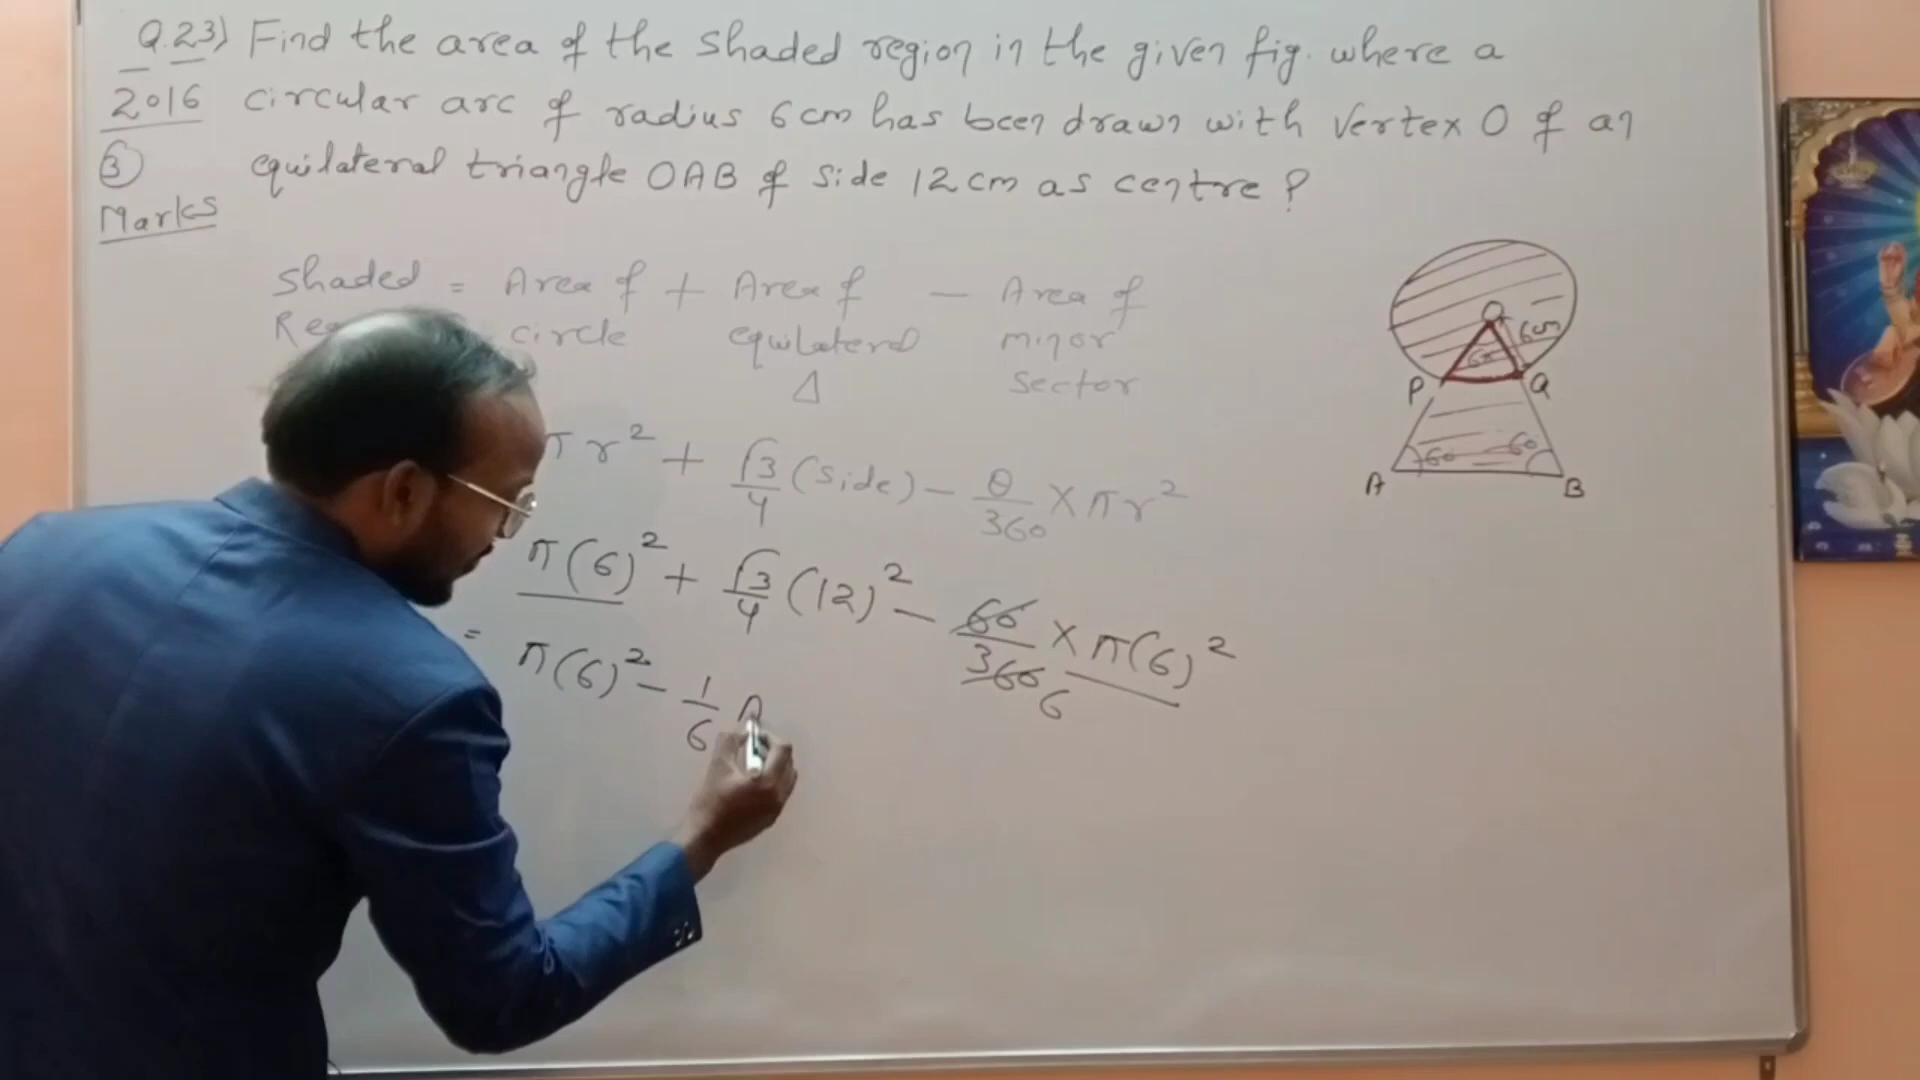 Q.23) Find the area of the shaded region in the given fig. where a
2016 circular arc of radius 6cm has been drawn with vertex O of an
③ equilateral triangle OAB of side 12cm as centre?
Marks
Shaded = Area of + Area of - Area of
circle equilateral minor
Δ sector
πr² + √3/4 (side) - θ/360 × πr²
π(6)² + √3/4 (12)² - 60/360 × π(6)²
6
= π(6)² - 1/6
O
6cm
60
P Q
60 60
A B